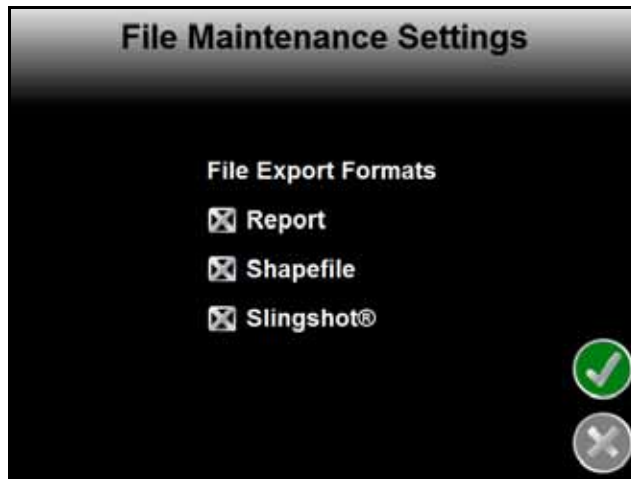 File Maintenance Settings
File Export Formats
Report
Shapefile
Slingshot®